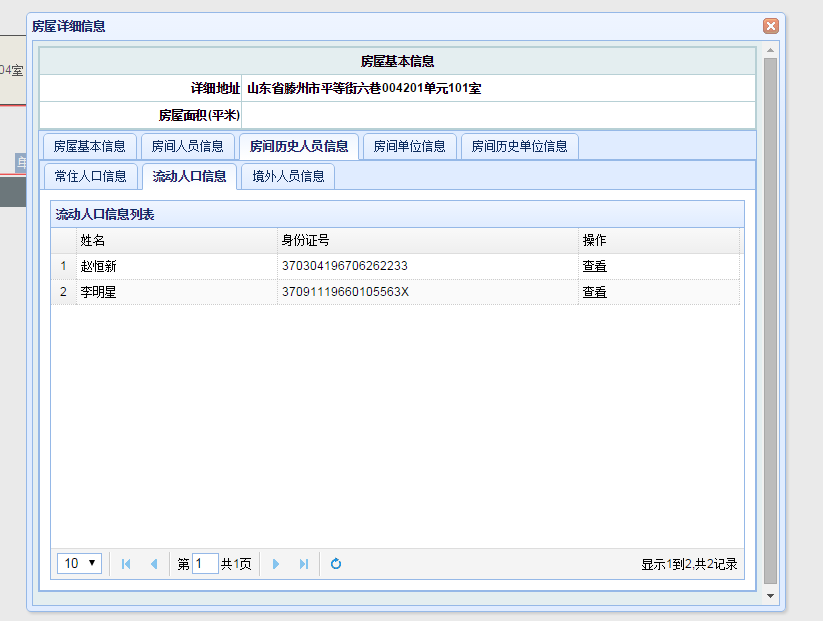 房屋详细信息
04室
房屋基本信息
详细地址 山东省滕州市平等街六巷004201单元101室
房屋面积(平米)
房屋基本信息 房间人员信息 房间历史人员信息 房间单位信息 房间历史单位信息
单
常住人口信息 流动人口信息 境外人员信息
流动人口信息列表
姓名 身份证号 操作
1 赵恒新 370304196706262233 查看
2 李明星 37091119660105563X 查看
10 第 1 共1页 显示1到2,共2记录